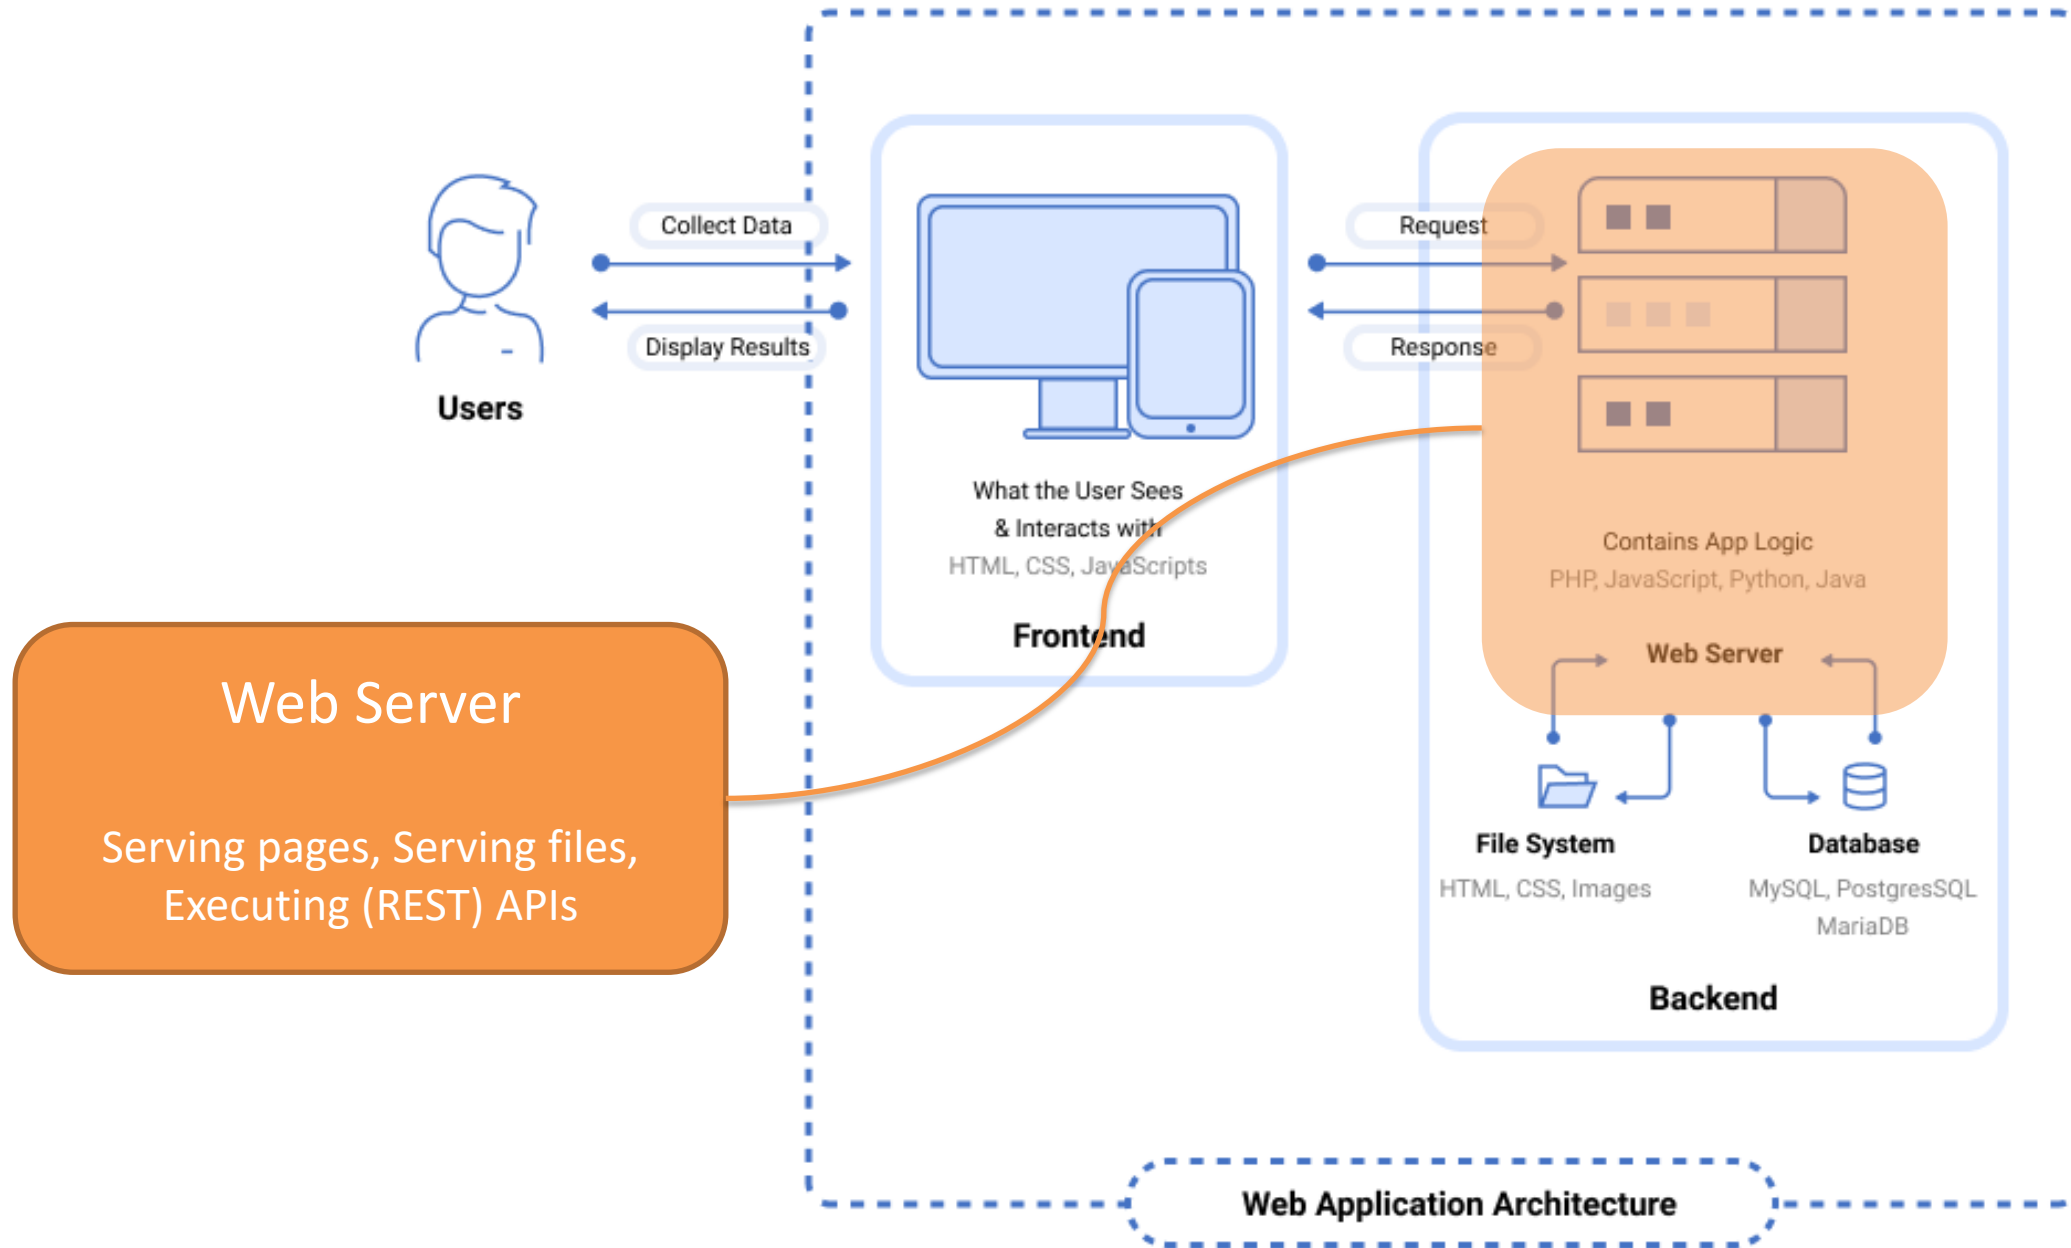 Collect Data
Display Results
Users
What the User Sees
& Interacts with
HTML, CSS, JavaScripts
Frontend
Request
Response
Contains App Logic
PHP, JavaScript, Python, Java
Web Server
File System
HTML, CSS, Images
Database
MySQL, PostgresSQL
MariaDB
Backend
Web Server
Serving pages, Serving files,
Executing (REST) APIs
Web Application Architecture